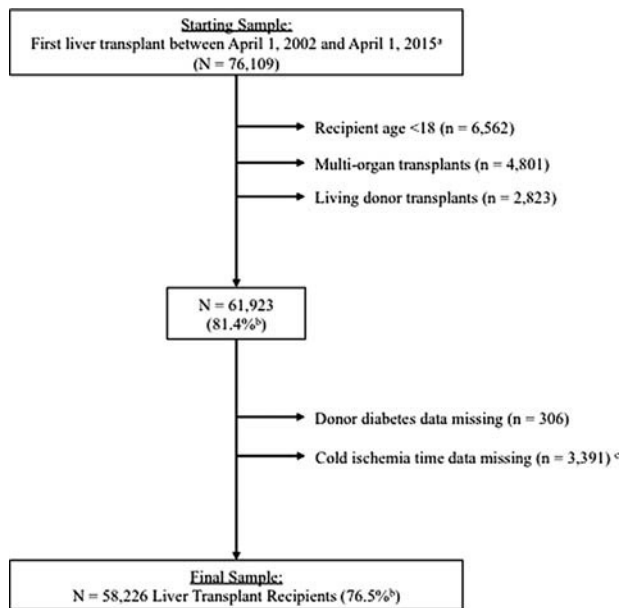 Starting Sample:
First liver transplant between April 1, 2002 and April 1, 2015ᵃ
(N = 76,109)
Recipient age <18 (n = 6,562)
Multi-organ transplants (n = 4,801)
Living donor transplants (n = 2,823)
N = 61,923
(81.4%ᵇ)
Donor diabetes data missing (n = 306)
Cold ischemia time data missing (n = 3,391) ᶜ
Final Sample:
N = 58,226 Liver Transplant Recipients (76.5%ᵇ)